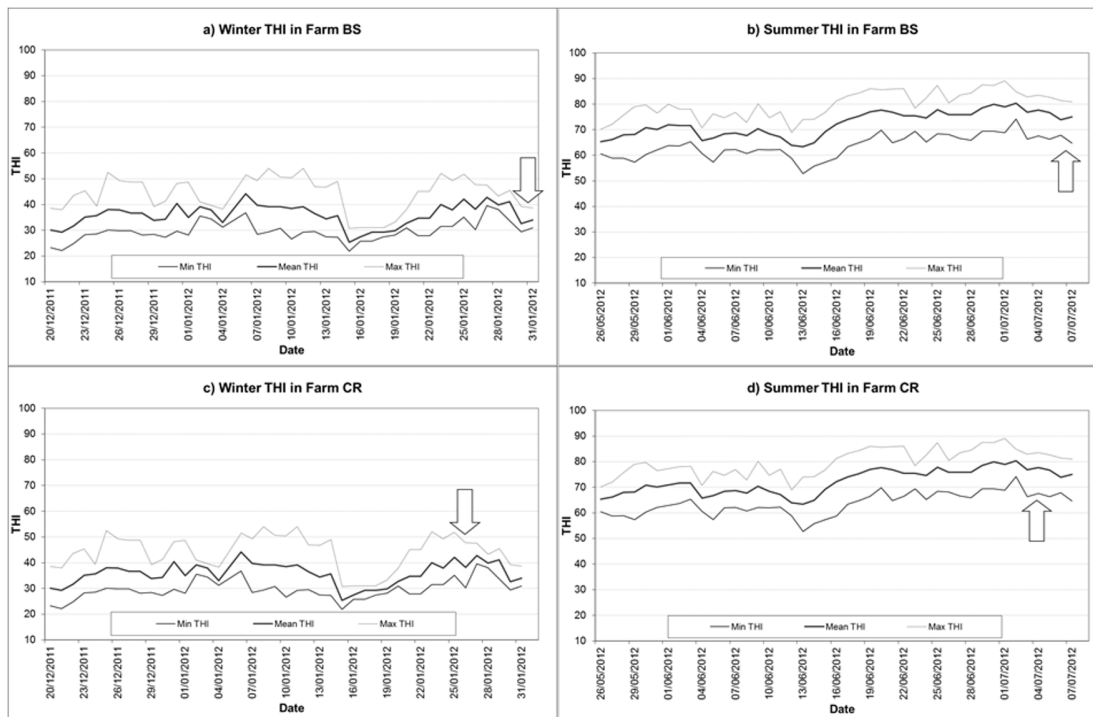 a) Winter THI in Farm BS
100
90
80
70
60
50
40
30
20
10
THI
Min THI Mean THI Max THI
20/12/2011 23/12/2011 26/12/2011 29/12/2011 01/01/2012 04/01/2012 07/01/2012 10/01/2012 13/01/2012 16/01/2012 19/01/2012 22/01/2012 25/01/2012 28/01/2012 31/01/2012
Date
b) Summer THI in Farm BS
100
90
80
70
60
50
40
30
20
10
THI
Min THI Mean THI Max THI
26/05/2012 29/05/2012 01/06/2012 04/06/2012 07/06/2012 10/06/2012 13/06/2012 16/06/2012 19/06/2012 22/06/2012 25/06/2012 28/06/2012 01/07/2012 04/07/2012 07/07/2012
Date
c) Winter THI in Farm CR
100
90
80
70
60
50
40
30
20
10
THI
Min THI Mean THI Max THI
20/12/2011 23/12/2011 26/12/2011 29/12/2011 01/01/2012 04/01/2012 07/01/2012 10/01/2012 13/01/2012 16/01/2012 19/01/2012 22/01/2012 25/01/2012 28/01/2012 31/01/2012
Date
d) Summer THI in Farm CR
100
90
80
70
60
50
40
30
20
10
THI
Min THI Mean THI Max THI
26/05/2012 29/05/2012 01/06/2012 04/06/2012 07/06/2012 10/06/2012 13/06/2012 16/06/2012 19/06/2012 22/06/2012 25/06/2012 28/06/2012 01/07/2012 04/07/2012 07/07/2012
Date